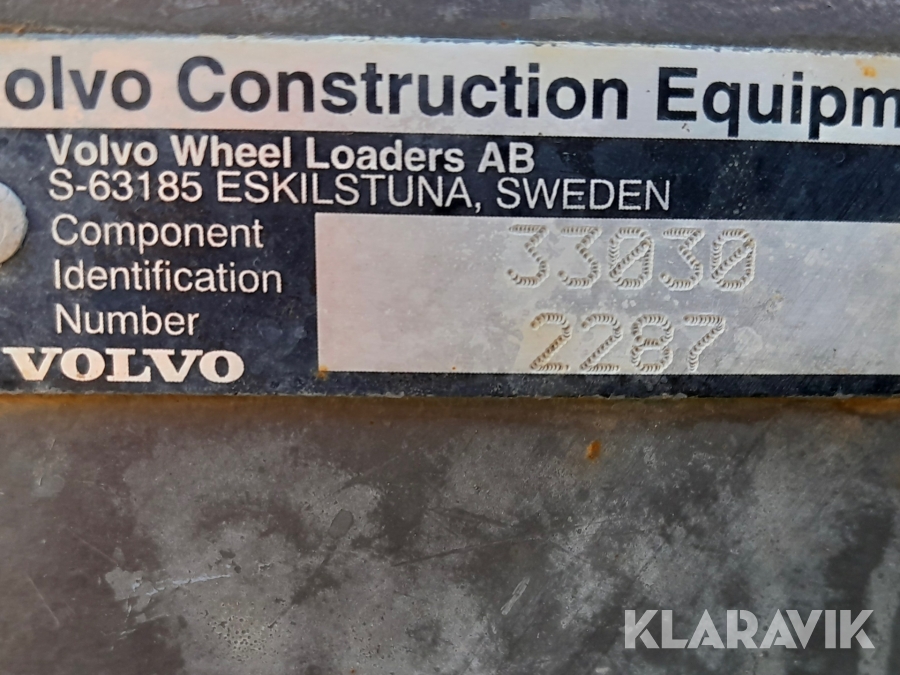 olvo Construction Equipm
Volvo Wheel Loaders AB
S-63185 ESKILSTUNA, SWEDEN
Component
Identification
Number
33030
2287
VOLVO
KLARAVIK